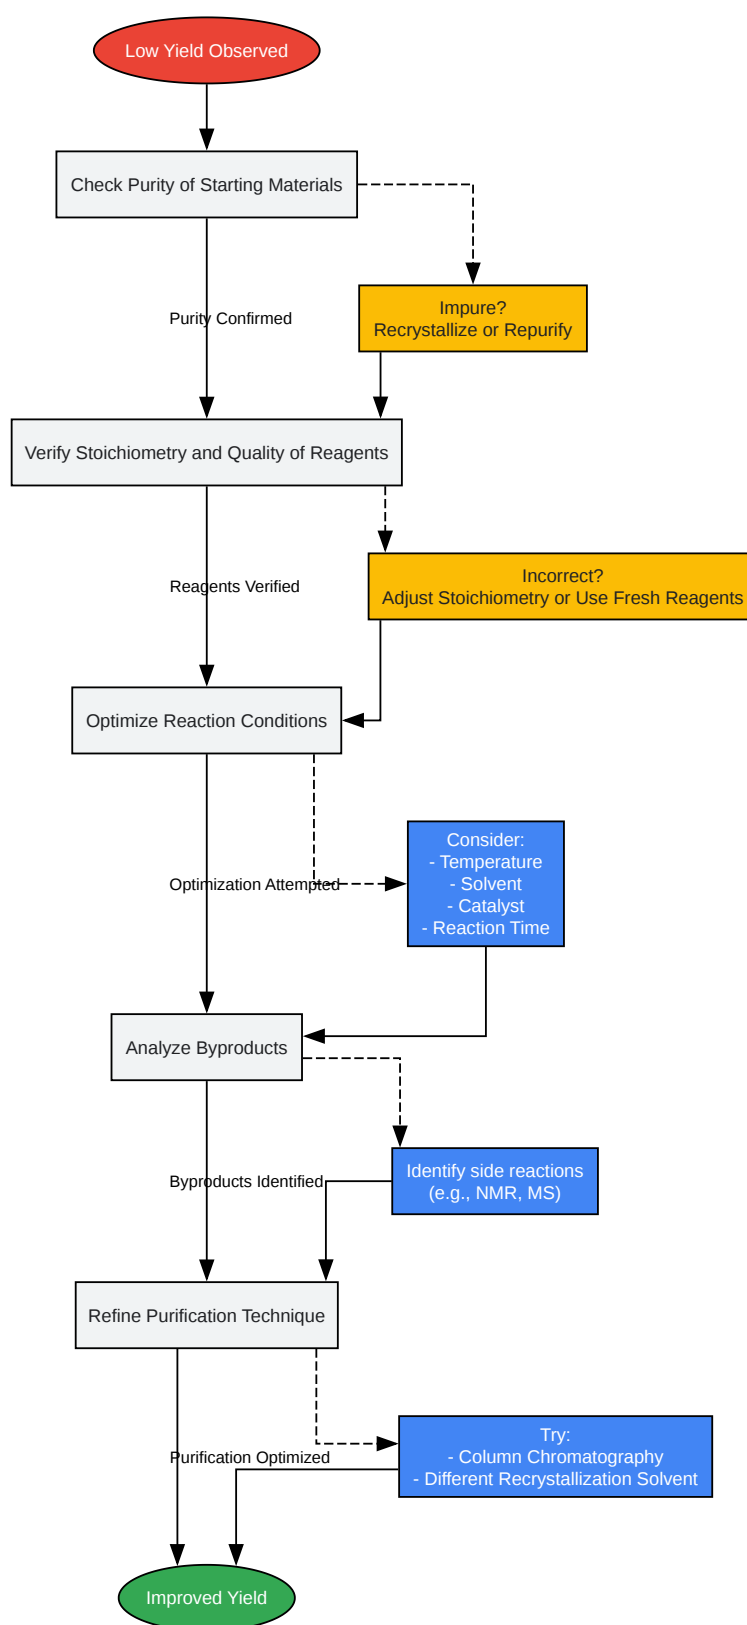 Low Yield Observed
Check Purity of Starting Materials
Impure?
Recrystallize or Repurify
Purity Confirmed
Verify Stoichiometry and Quality of Reagents
Incorrect?
Adjust Stoichiometry or Use Fresh Reagents
Reagents Verified
Optimize Reaction Conditions
Consider:
- Temperature
- Solvent
- Catalyst
- Reaction Time
Optimization Attempted
Analyze Byproducts
Identify side reactions
(e.g., NMR, MS)
Byproducts Identified
Refine Purification Technique
Try:
- Column Chromatography
- Different Recrystallization Solvent
Purification Optimized
Improved Yield